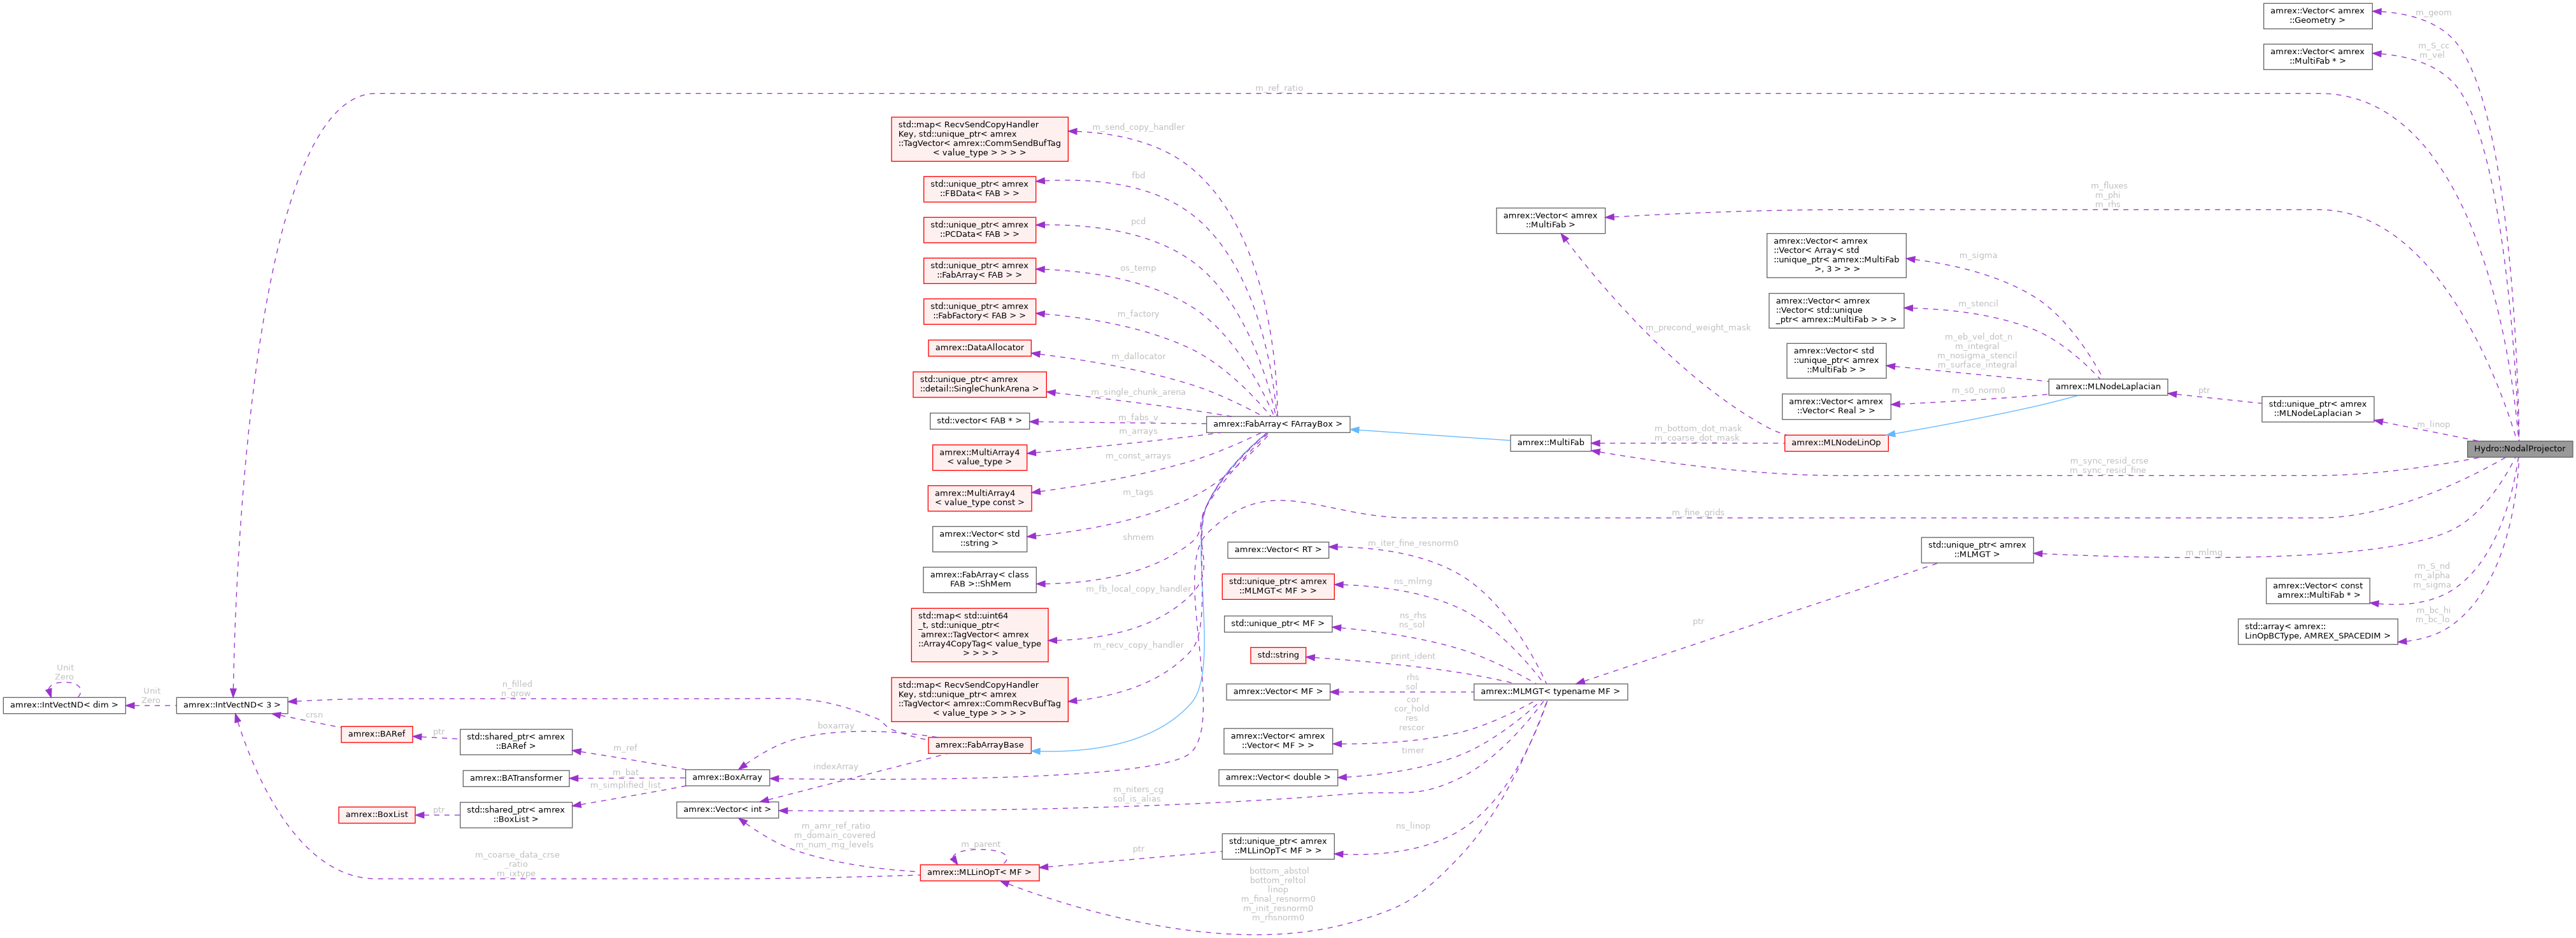 amrex::Vector< amrex
::Geometry >
m_geom
amrex::Vector< amrex
::MultiFab * >
m_S_cc
m_vel
m_ref_ratio
std::map< RecvSendCopyHandler
Key, std::unique_ptr< amrex
::TagVector< amrex::CommSendBufTag
< value_type > > > >
m_send_copy_handler
std::unique_ptr< amrex
::FBData< FAB > >
fbd
std::unique_ptr< amrex
::PCData< FAB > >
pcd
std::unique_ptr< amrex
::FabArray< FAB > >
os_temp
std::unique_ptr< amrex
::FabFactory< FAB > >
m_factory
amrex::DataAllocator
m_dallocator
std::unique_ptr< amrex
::detail::SingleChunkArena >
m_single_chunk_arena
std::vector< FAB * >
m_fabs_v
amrex::MultiArray4
< value_type >
m_arrays
amrex::MultiArray4
< value_type const >
m_const_arrays
amrex::Vector< std
::string >
m_tags
amrex::FabArray< class
FAB >::ShMem
shmem
std::map< std::uint64
_t, std::unique_ptr<
amrex::TagVector< amrex
::Array4CopyTag< value_type
> > > >
m_fb_local_copy_handler
std::map< RecvSendCopyHandler
Key, std::unique_ptr< amrex
::TagVector< amrex::CommRecvBufTag
< value_type > > > >
m_recv_copy_handler
amrex::FabArray< FArrayBox >
amrex::MultiFab
amrex::Vector< amrex
::MultiFab >
m_fluxes
m_phi
m_rhs
m_precond_weight_mask
amrex::Vector< amrex
::Vector< Array< std
::unique_ptr< amrex::MultiFab
>, 3 > > >
m_sigma
amrex::Vector< amrex
::Vector< std::unique
_ptr< amrex::MultiFab > > >
m_stencil
amrex::Vector< std
::unique_ptr< amrex
::MultiFab > >
m_eb_vel_dot_n
m_integral
m_nosigma_stencil
m_surface_integral
amrex::Vector< amrex
::Vector< Real > >
m_s0_norm0
amrex::MLNodeLaplacian
ptr
std::unique_ptr< amrex
::MLNodeLaplacian >
m_linop
amrex::MLNodeLinOp
m_bottom_dot_mask
m_coarse_dot_mask
Hydro::NodalProjector
m_sync_resid_crse
m_sync_resid_fine
m_fine_grids
std::unique_ptr< amrex
::MLMGT >
m_mlmg
ptr
amrex::Vector< const
amrex::MultiFab * >
m_S_nd
m_alpha
m_sigma
std::array< amrex::
LinOpBCType, AMREX_SPACEDIM >
m_bc_hi
m_bc_lo
amrex::Vector< RT >
m_iter_fine_resnorm0
std::unique_ptr< amrex
::MLMGT< MF > >
ns_mlmg
std::unique_ptr< MF >
ns_rhs
ns_sol
std::string
print_ident
amrex::Vector< MF >
rhs
sol
amrex::Vector< amrex
::Vector< MF > >
cor
cor_hold
res
rescor
amrex::Vector< double >
timer
amrex::MLMGT< typename MF >
m_niters_cg
sol_is_alias
std::unique_ptr< amrex
::MLLinOpT< MF > >
ns_linop
ptr
bottom_abstol
bottom_reltol
linop
m_final_resnorm0
m_init_resnorm0
m_rhsnorm0
amrex::MLLinOpT< MF >
m_parent
m_amr_ref_ratio
m_domain_covered
m_num_mg_levels
m_coarse_data_crse
_ratio
m_ixtype
amrex::IntVectND< dim >
Unit
Zero
Unit
Zero
amrex::IntVectND< 3 >
n_filled
n_grow
crsn
amrex::BARef
ptr
std::shared_ptr< amrex
::BARef >
m_ref
amrex::BATransformer
m_bat
amrex::BoxList
ptr
std::shared_ptr< amrex
::BoxList >
m_simplified_list
amrex::BoxArray
boxarray
amrex::Vector< int >
indexArray
amrex::FabArrayBase